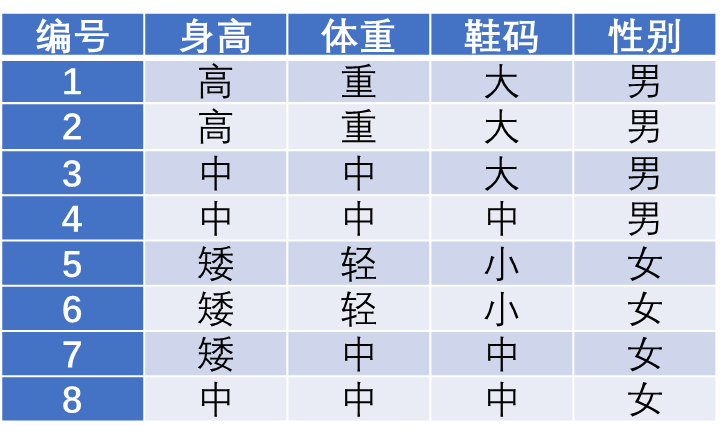 编号 身高 体重 鞋码 性别
1 高 重 大 男
2 高 重 大 男
3 中 中 大 男
4 中 中 中 男
5 矮 轻 小 女
6 矮 轻 小 女
7 矮 中 中 女
8 中 中 中 女